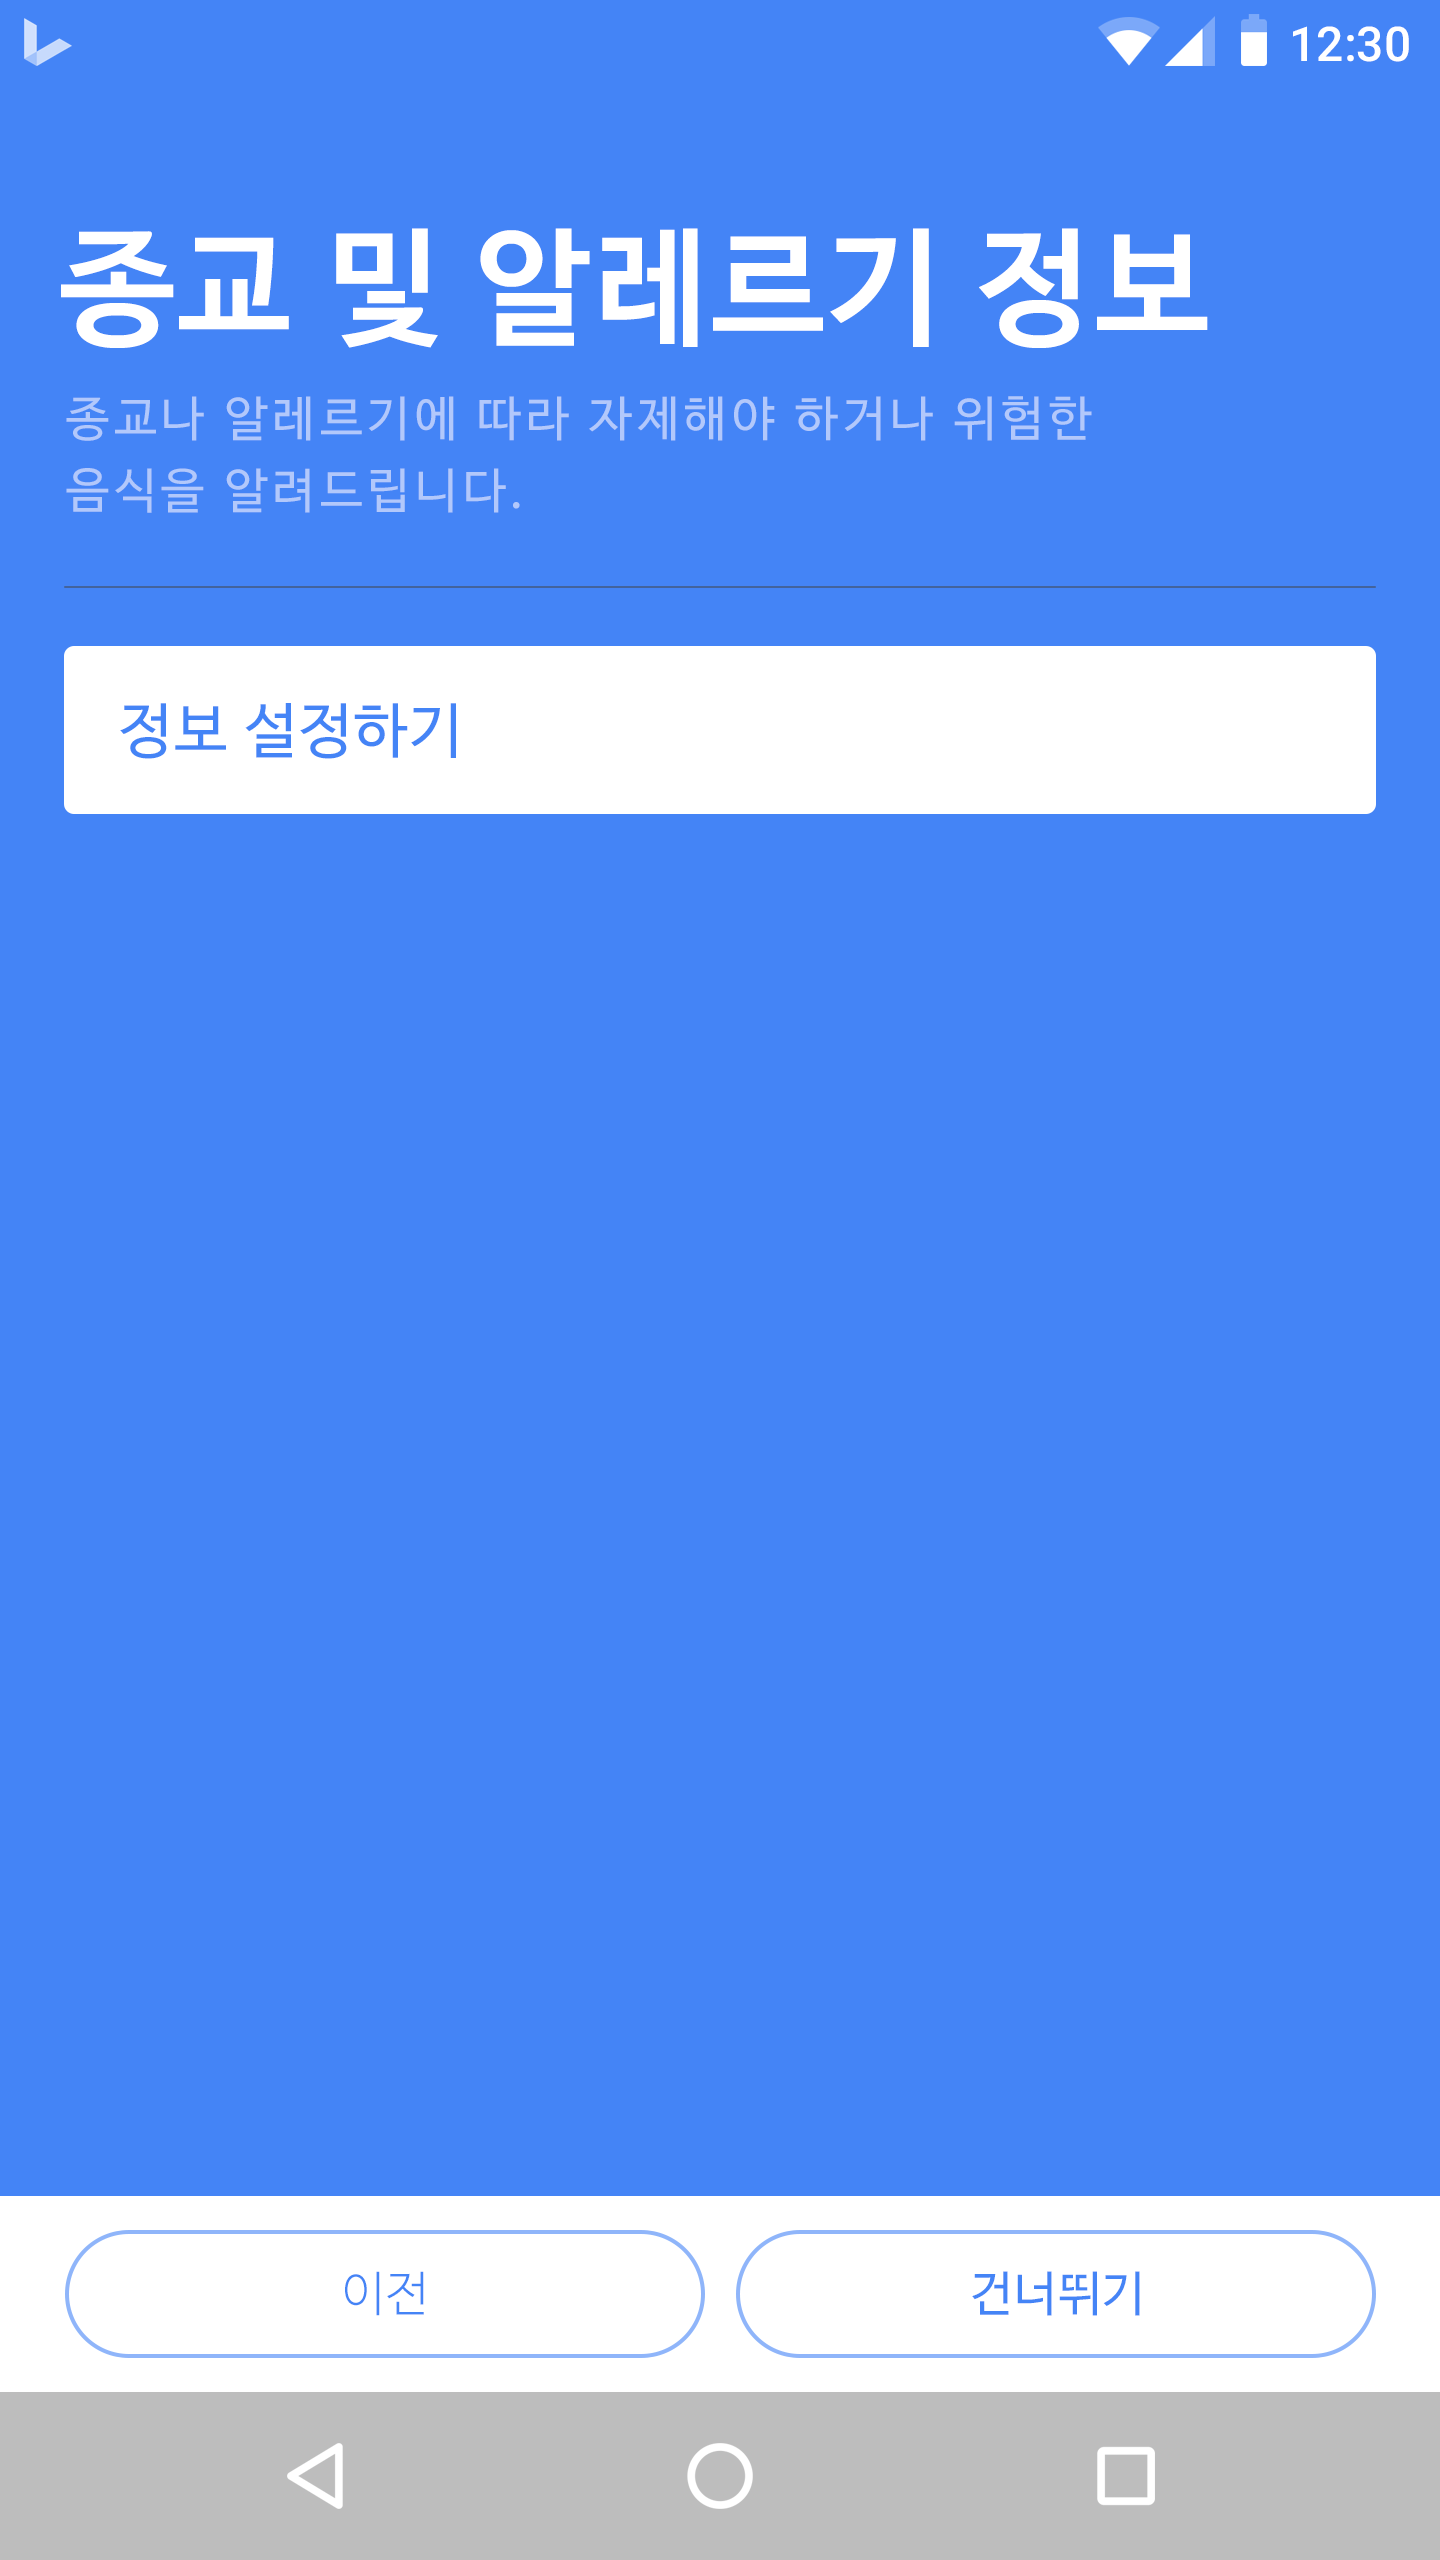 12:30
종교 및 알레르기 정보
종교나 알레르기에 따라 자제해야 하거나 위험한
음식을 알려드립니다.
정보 설정하기
이전
건너뛰기